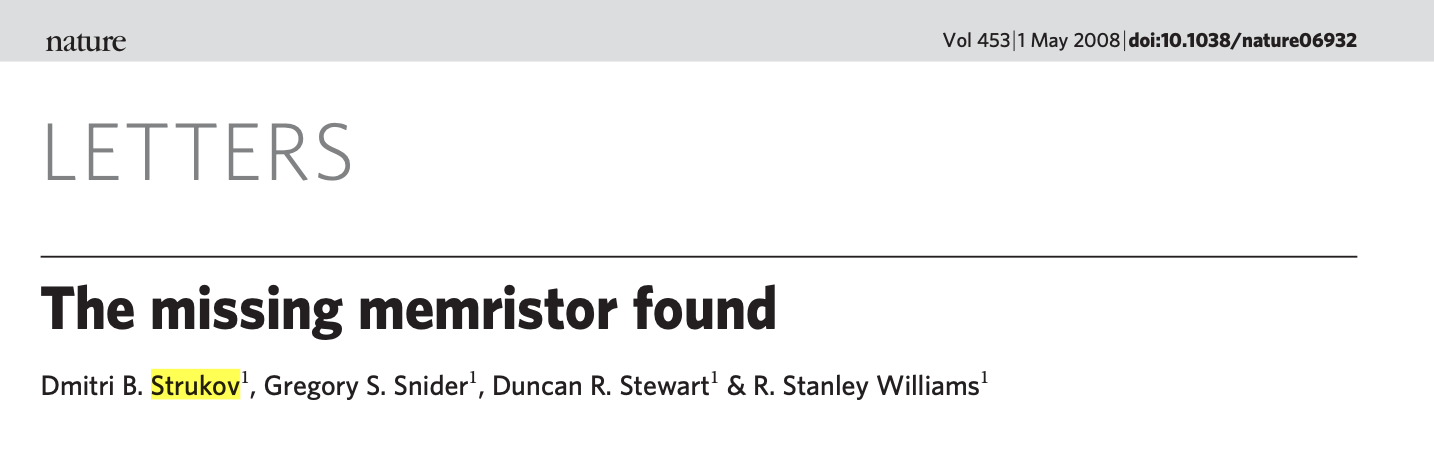 nature
Vol 453|1 May 2008|doi:10.1038/nature06932
LETTERS
The missing memristor found
Dmitri B. Strukov¹, Gregory S. Snider¹, Duncan R. Stewart¹ & R. Stanley Williams¹